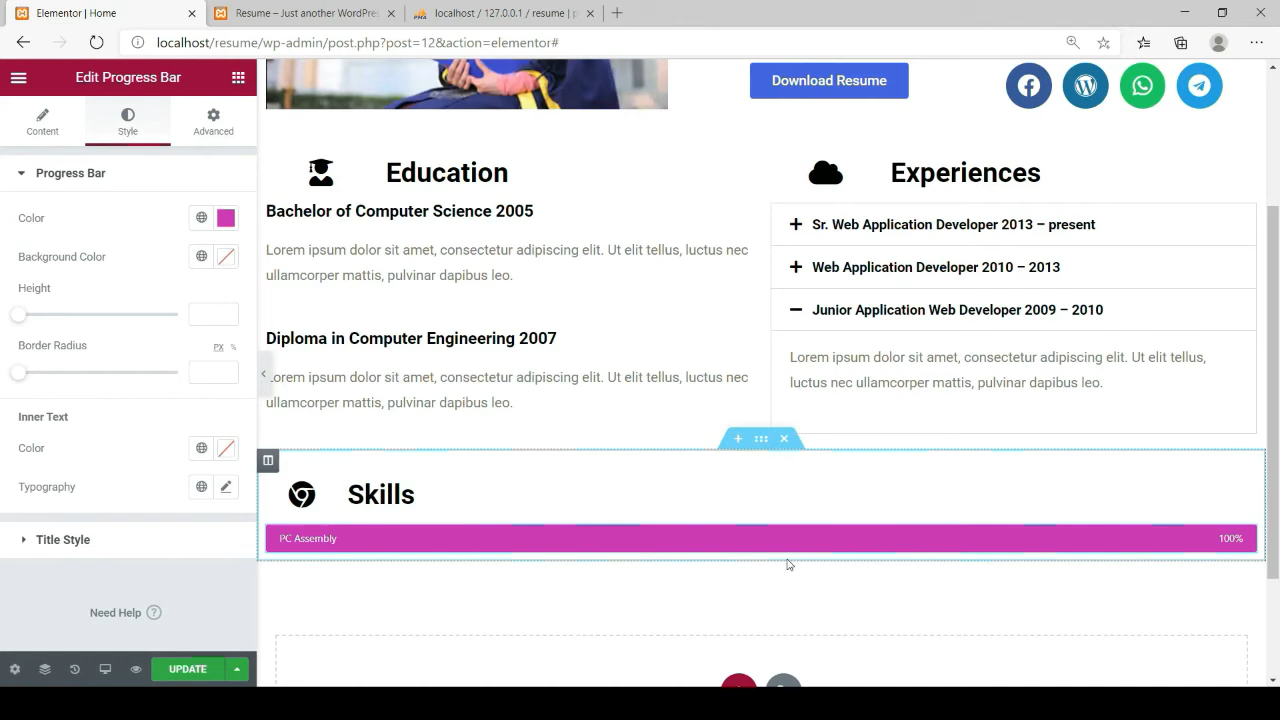 Elementor | Home
Resume – Just another WordPres
localhost / 127.0.0.1 / resume | p
localhost/resume/wp-admin/post.php?post=12&action=elementor#
Edit Progress Bar
Content
Style
Advanced
Progress Bar
Color
Background Color
Height
Border Radius
PX %
Inner Text
Color
Typography
Title Style
Need Help ?
UPDATE
Download Resume
Education
Bachelor of Computer Science 2005
Lorem ipsum dolor sit amet, consectetur adipiscing elit. Ut elit tellus, luctus nec
ullamcorper mattis, pulvinar dapibus leo.
Diploma in Computer Engineering 2007
Lorem ipsum dolor sit amet, consectetur adipiscing elit. Ut elit tellus, luctus nec
ullamcorper mattis, pulvinar dapibus leo.
Experiences
Sr. Web Application Developer 2013 – present
Web Application Developer 2010 – 2013
Junior Application Web Developer 2009 – 2010
Lorem ipsum dolor sit amet, consectetur adipiscing elit. Ut elit tellus,
luctus nec ullamcorper mattis, pulvinar dapibus leo.
Skills
PC Assembly 100%